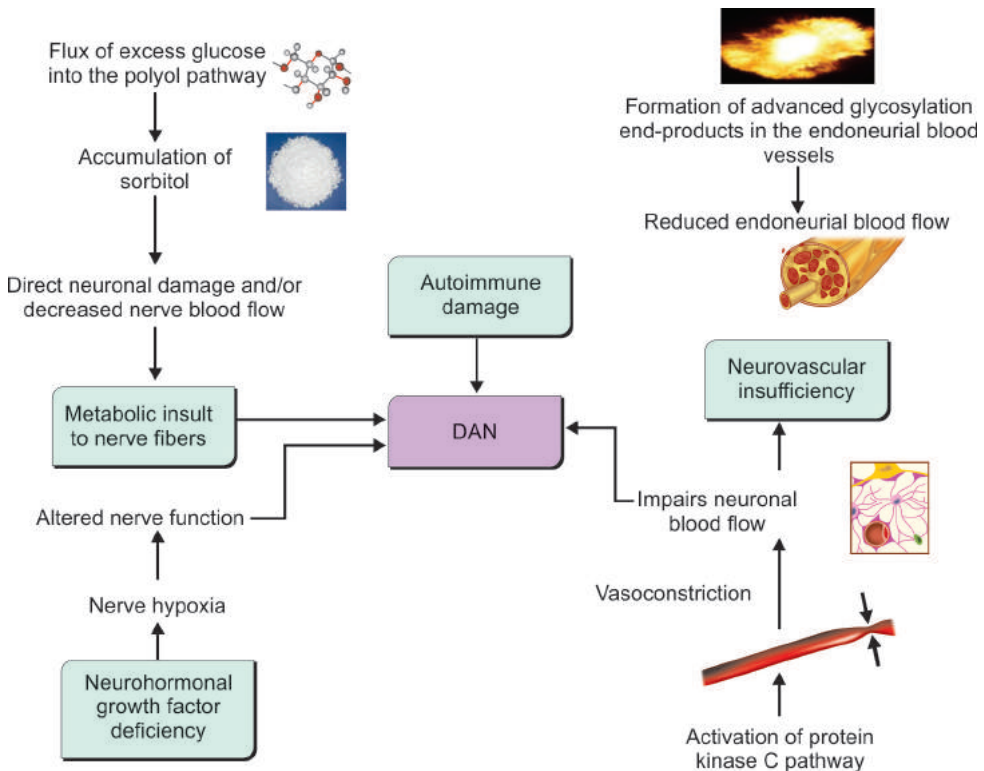 Flux of excess glucose
into the polyol pathway
Accumulation of
sorbitol
Direct neuronal damage and/or
decreased nerve blood flow
Metabolic insult
to nerve fibers
Altered nerve function
Nerve hypoxia
Neurohormonal
growth factor
deficiency
Autoimmune
damage
DAN
Formation of advanced glycosylation
end-products in the endoneurial blood
vessels
Reduced endoneurial blood flow
Neurovascular
insufficiency
Impairs neuronal
blood flow
Vasoconstriction
Activation of protein
kinase C pathway